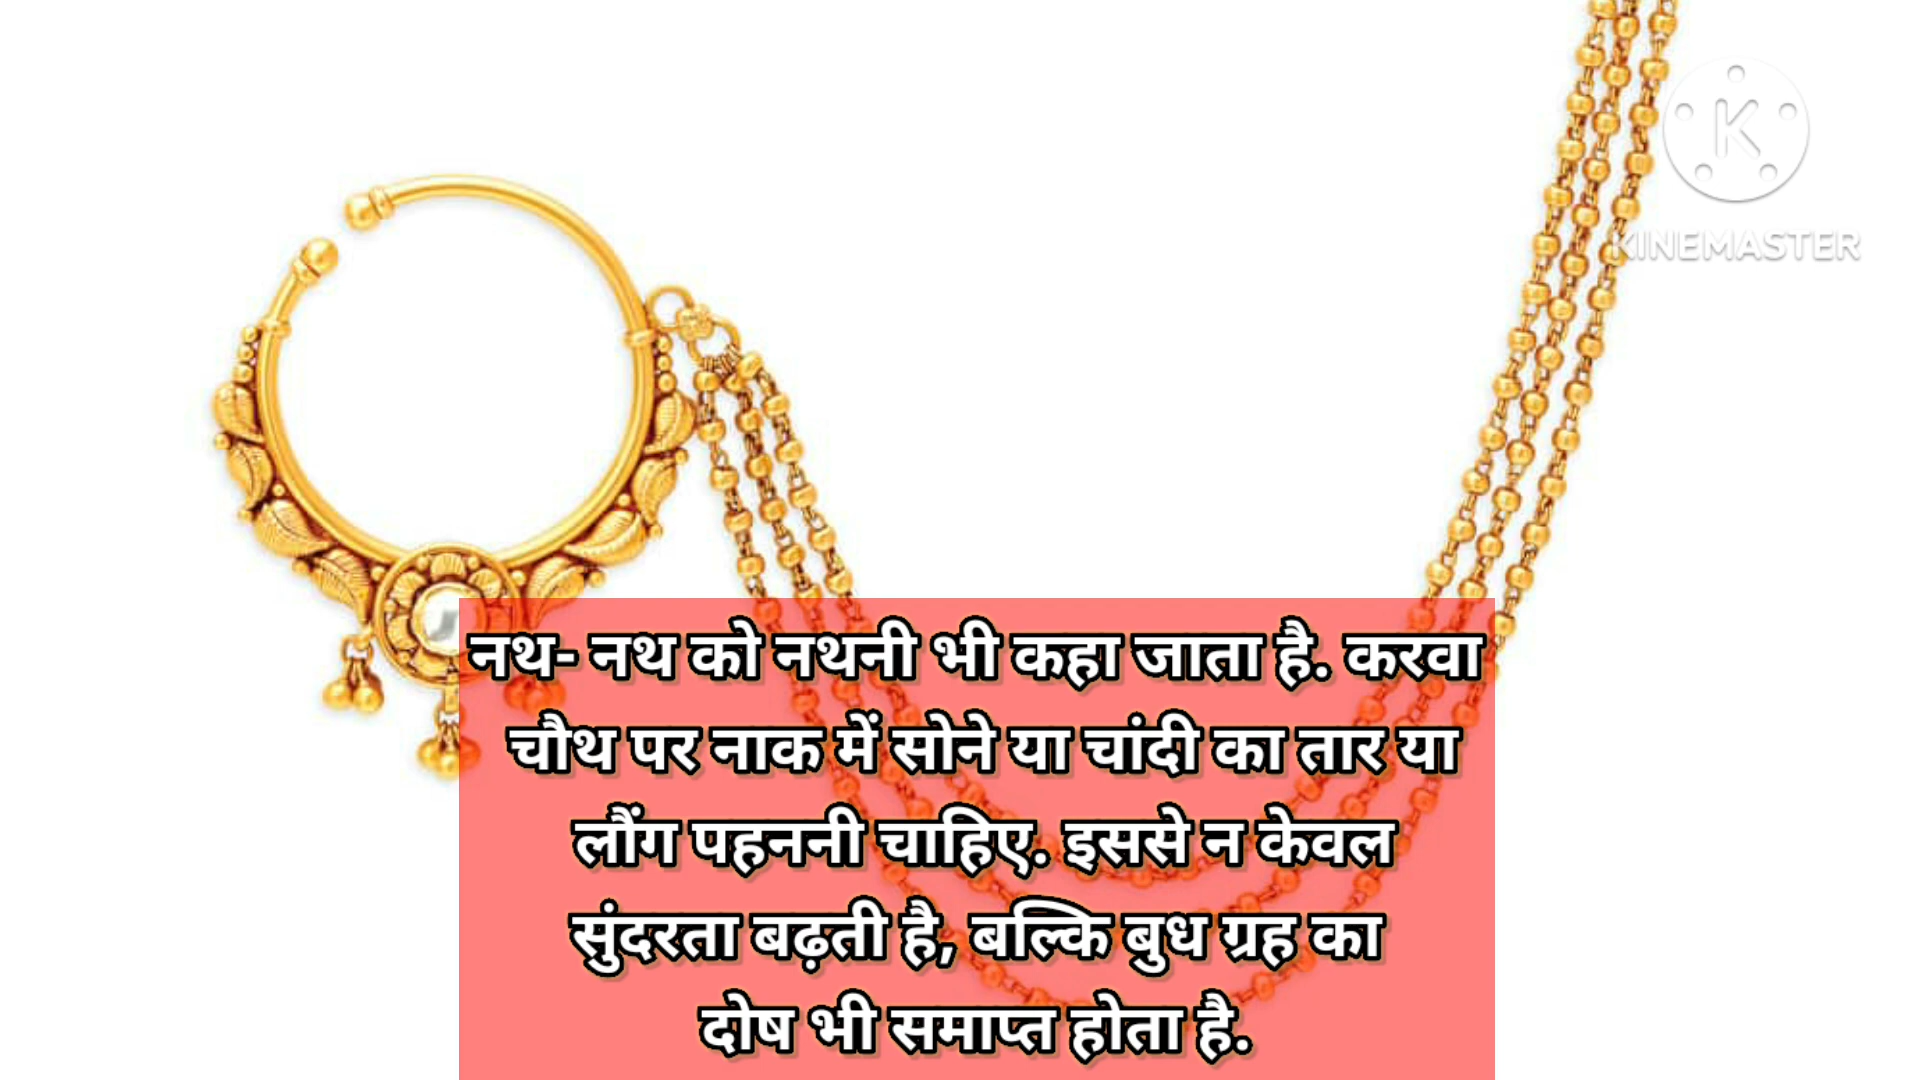 KINEMASTER
नथ- नथ को नथनी भी कहा जाता है. करवा
चौथ पर नाक में सोने या चांदी का तार या
लौंग पहननी चाहिए. इससे न केवल
सुंदरता बढ़ती है, बल्कि बुध ग्रह का
दोष भी समाप्त होता है.